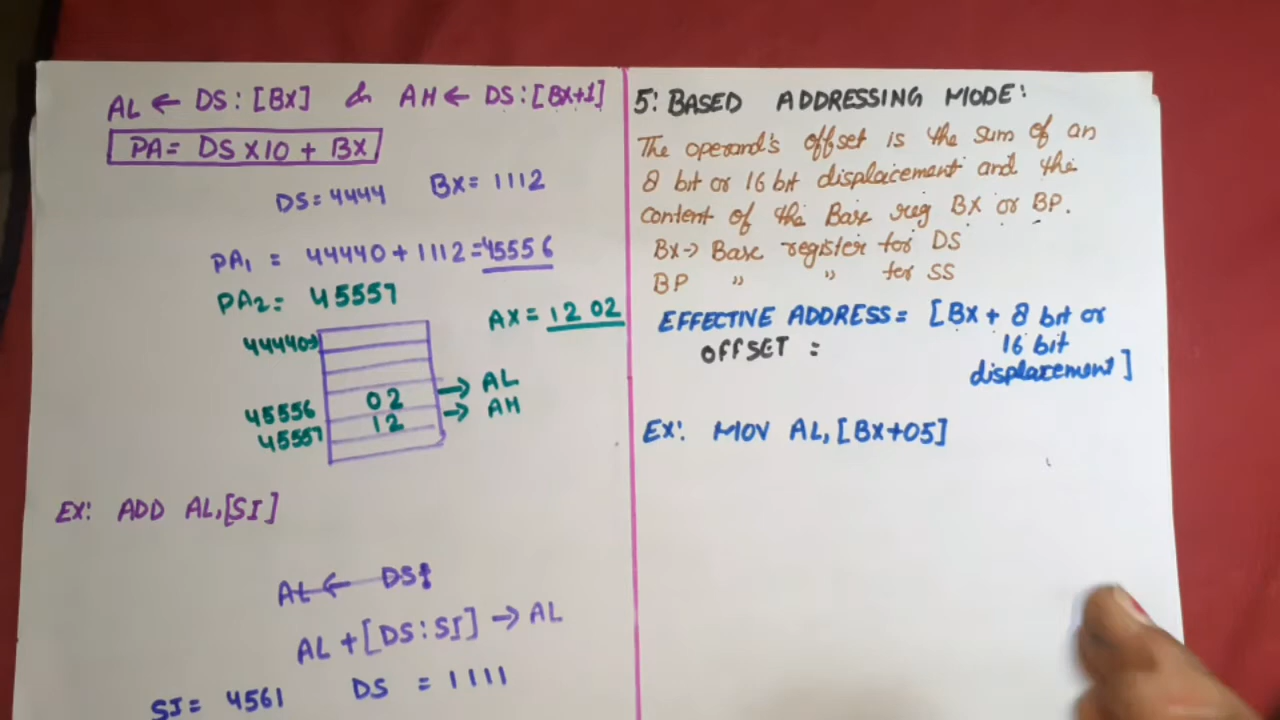 AL ← DS : [BX] & AH ← DS : [BX+1]
PA = DS X10 + BX
DS = 4444 BX = 1112
PA1 = 44440 + 1112 = 45556
PA2 = 45557
AX = 12 02
44440→
→ AL
45556 02
→ AH
45557 12
EX: ADD AL,[SI]
AL ← DS:
AL + [DS:SI] → AL
SI = 4561 DS = 1111
5: BASED ADDRESSING MODE:
The operand's offset is the sum of an
8 bit or 16 bit displacement and the
content of the Base reg BX or BP.
BX → Base register for DS
BP " " for SS
EFFECTIVE ADDRESS = [BX + 8 bit or
OFFSET : 16 bit
displacement]
EX: MOV AL,[BX+05]